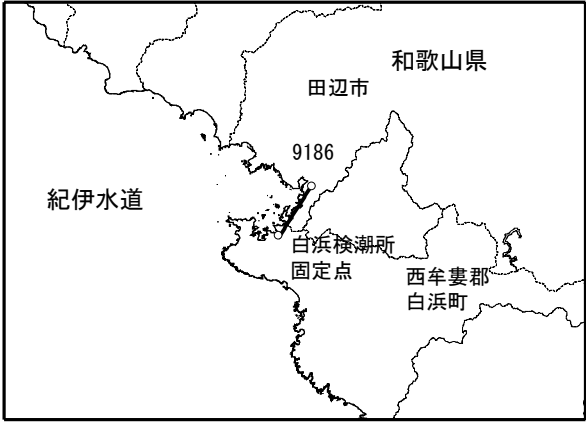 和歌山県
田辺市
9186
紀伊水道
白浜検潮所
固定点
西牟婁郡
白浜町